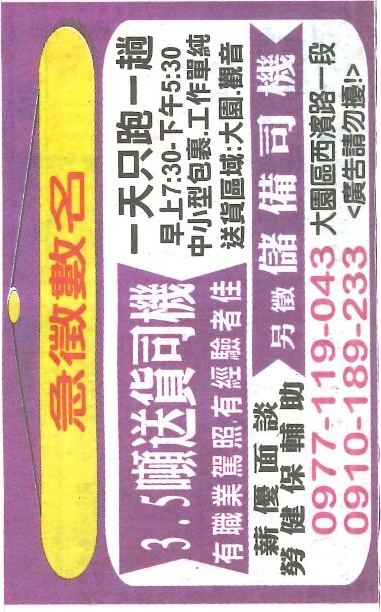 急徵數名
3.5噸送貨司機
有職業駕照.有經驗者佳
一天只跑一趟
早上7:30-下午5:30
中小型包裹.工作單純
送貨區域:大園.觀音
另徵 儲備司機
薪優面談
勞健保輔助
大園區西濱路一段
<廣告請勿擾!>
0977-119-043
0910-189-233